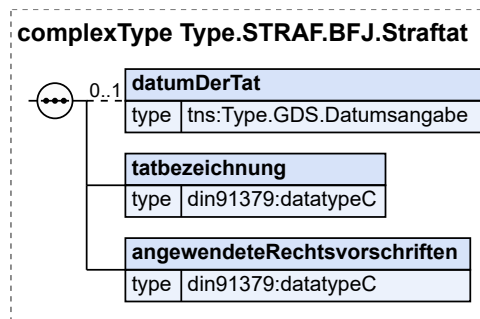 complexType Type.STRAF.BFJ.Straftat
0..1
datumDerTat
type tns:Type.GDS.Datumsangabe
tatbezeichnung
type din91379:datatypeC
angewendeteRechtsvorschriften
type din91379:datatypeC